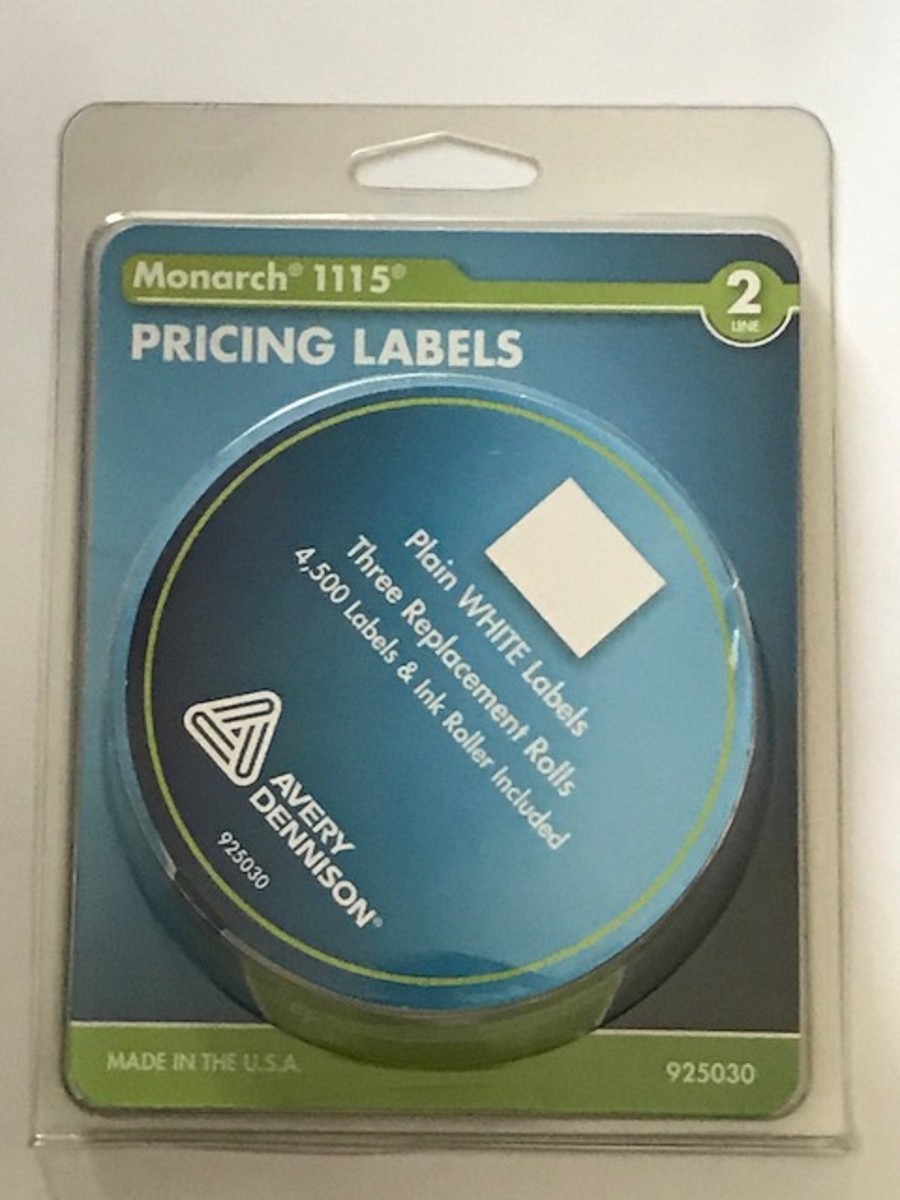 Monarch® 1115®
2
LINE
PRICING LABELS
Plain WHITE Labels
Three Replacement Rolls
4,500 Labels & Ink Roller Included
AVERY
DENNISON®
925030
MADE IN THE U.S.A.
925030